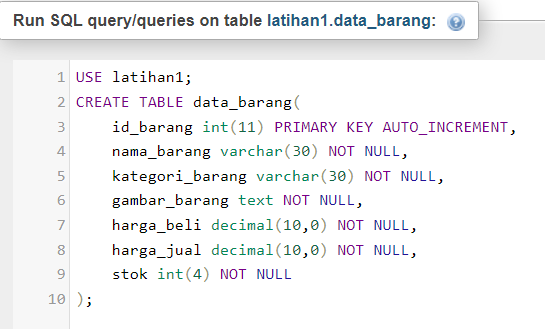 Run SQL query/queries on table latihan1.data_barang:
1 USE latihan1;
2 CREATE TABLE data_barang(
3 id_barang int(11) PRIMARY KEY AUTO_INCREMENT,
4 nama_barang varchar(30) NOT NULL,
5 kategori_barang varchar(30) NOT NULL,
6 gambar_barang text NOT NULL,
7 harga_beli decimal(10,0) NOT NULL,
8 harga_jual decimal(10,0) NOT NULL,
9 stok int(4) NOT NULL
10 );